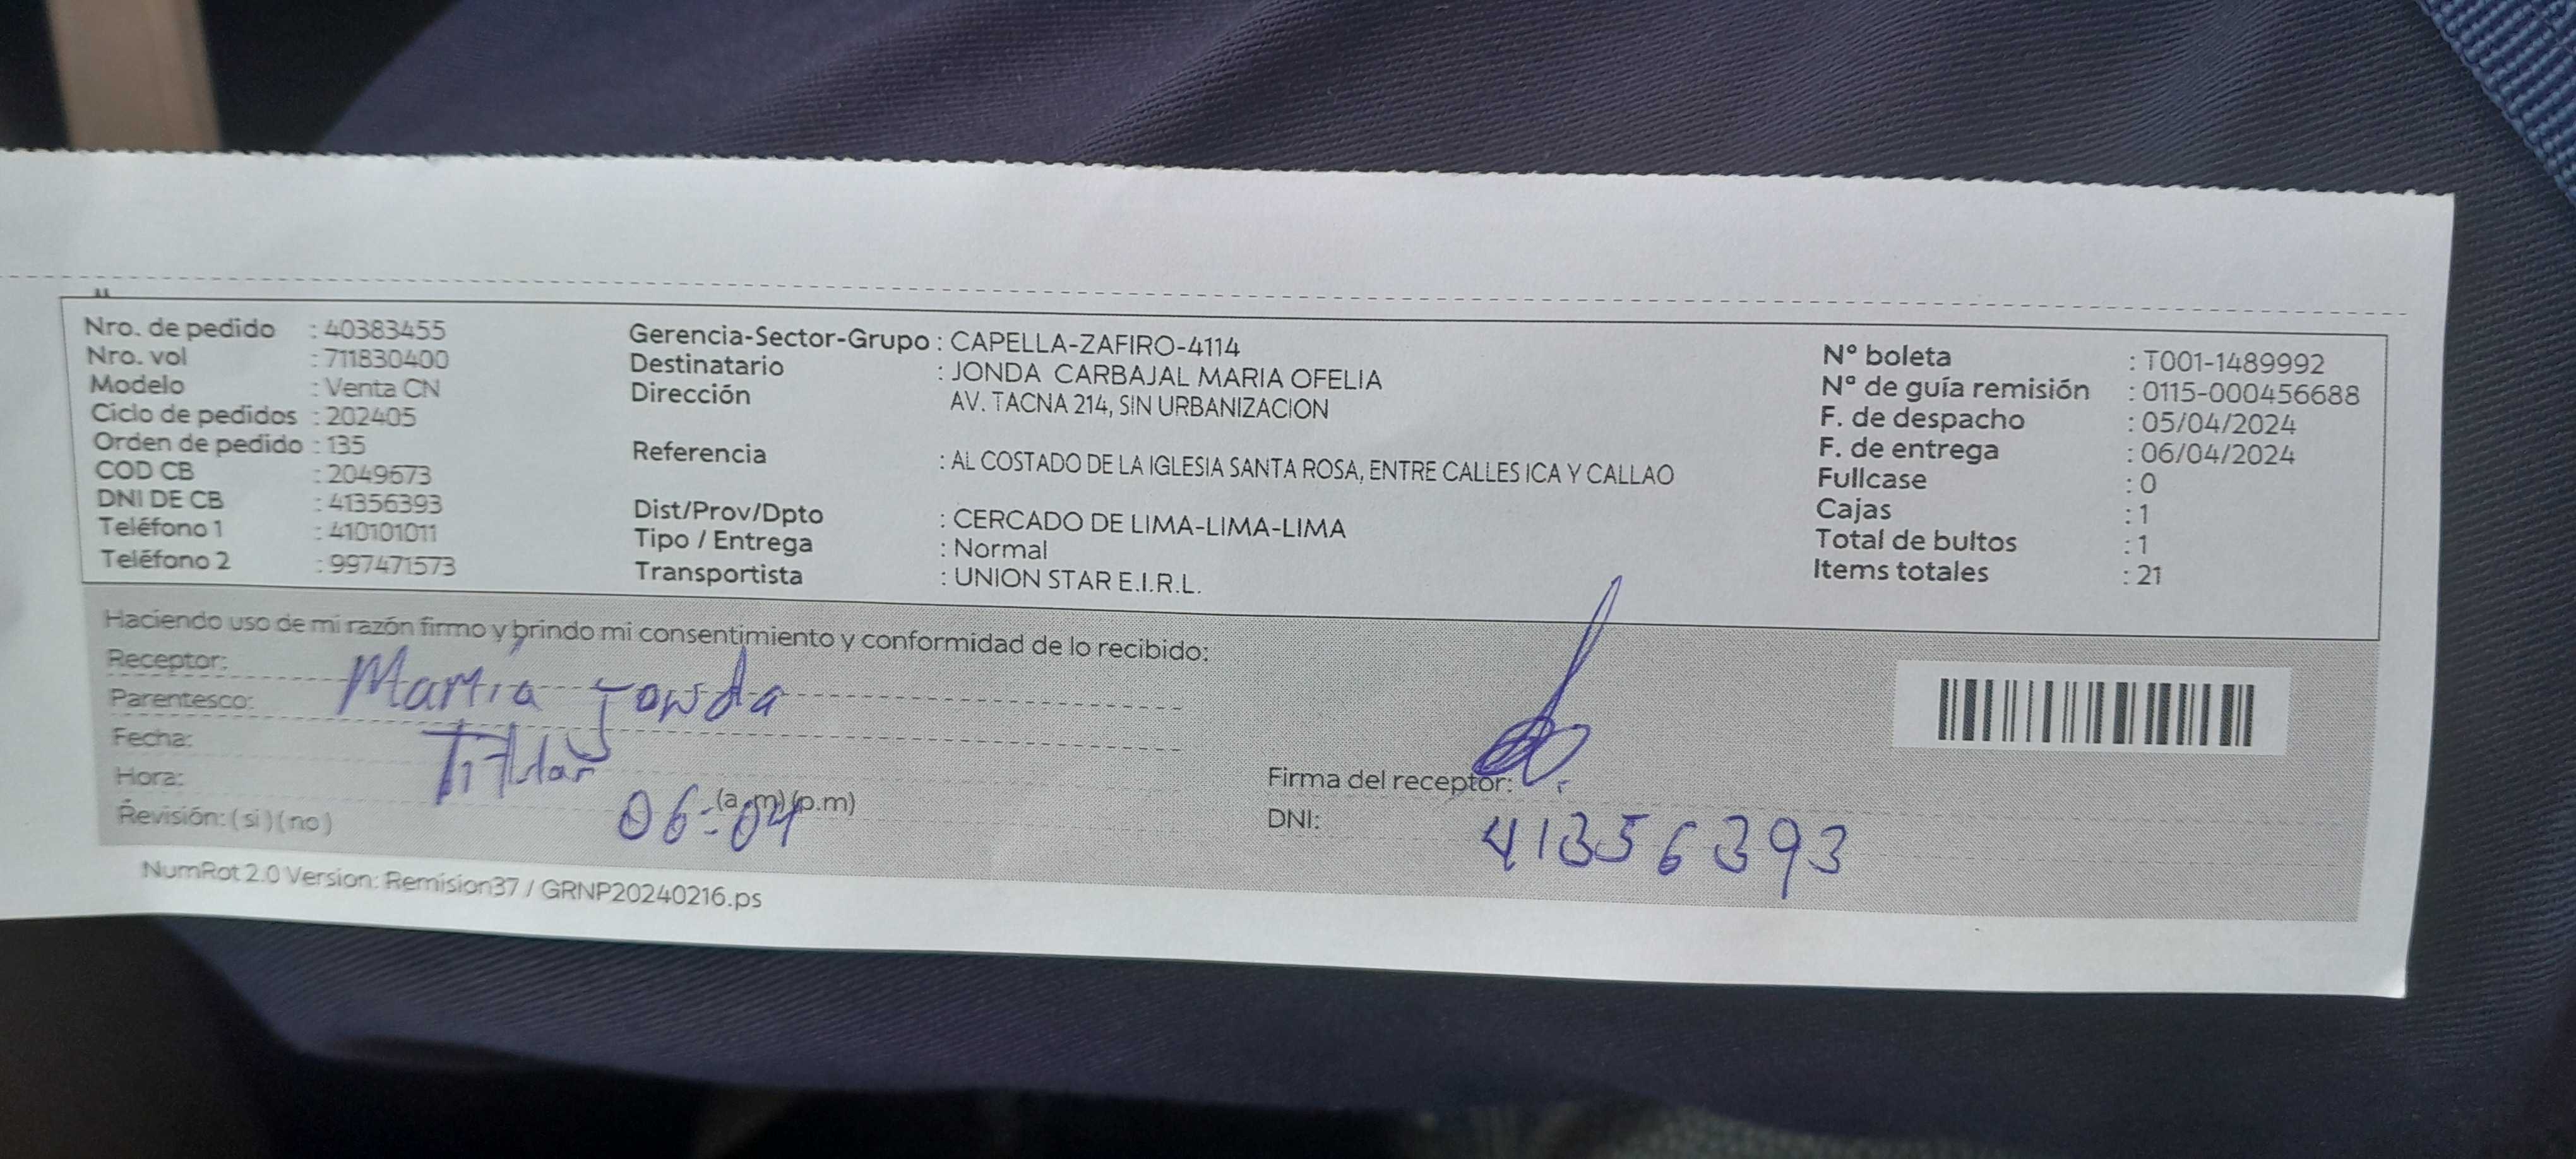 Nro. de pedido : 40383455
Nro. vol : 711830400
Modelo : Venta CN
Ciclo de pedidos : 202405
Orden de pedido : 135
COD CB : 2049673
DNI DE CB : 41356393
Teléfono 1 : 410101011
Teléfono 2 : 997471573
Gerencia-Sector-Grupo : CAPELLA-ZAFIRO-4114
Destinatario : JONDA CARBAJAL MARIA OFELIA
Dirección AV. TACNA 214, SIN URBANIZACION
Referencia : AL COSTADO DE LA IGLESIA SANTA ROSA, ENTRE CALLES ICA Y CALLAO
Dist/Prov/Dpto : CERCADO DE LIMA-LIMA-LIMA
Tipo / Entrega : Normal
Transportista : UNION STAR E.I.R.L.
N° boleta : T001-1489992
N° de guía remisión : 0115-000456688
F. de despacho : 05/04/2024
F. de entrega : 06/04/2024
Fullcase : 0
Cajas : 1
Total de bultos : 1
Items totales : 21
Haciendo uso de mi razón firmo y brindo mi consentimiento y conformidad de lo recibido:
Receptor: María Jonda
Parentesco: Titular
Fecha: 06-04
Hora: (a.m) (p.m)
Revisión: ( si ) ( no )
Firma del receptor:
DNI: 41356393
NumRot 2.0 Version: Remision37 / GRNP20240216.ps